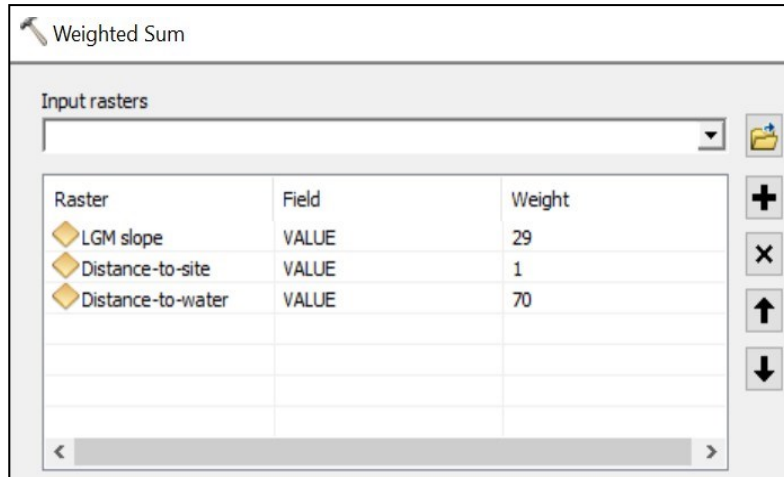 Weighted Sum
Input rasters
Raster Field Weight
LGM slope VALUE 29
Distance-to-site VALUE 1
Distance-to-water VALUE 70